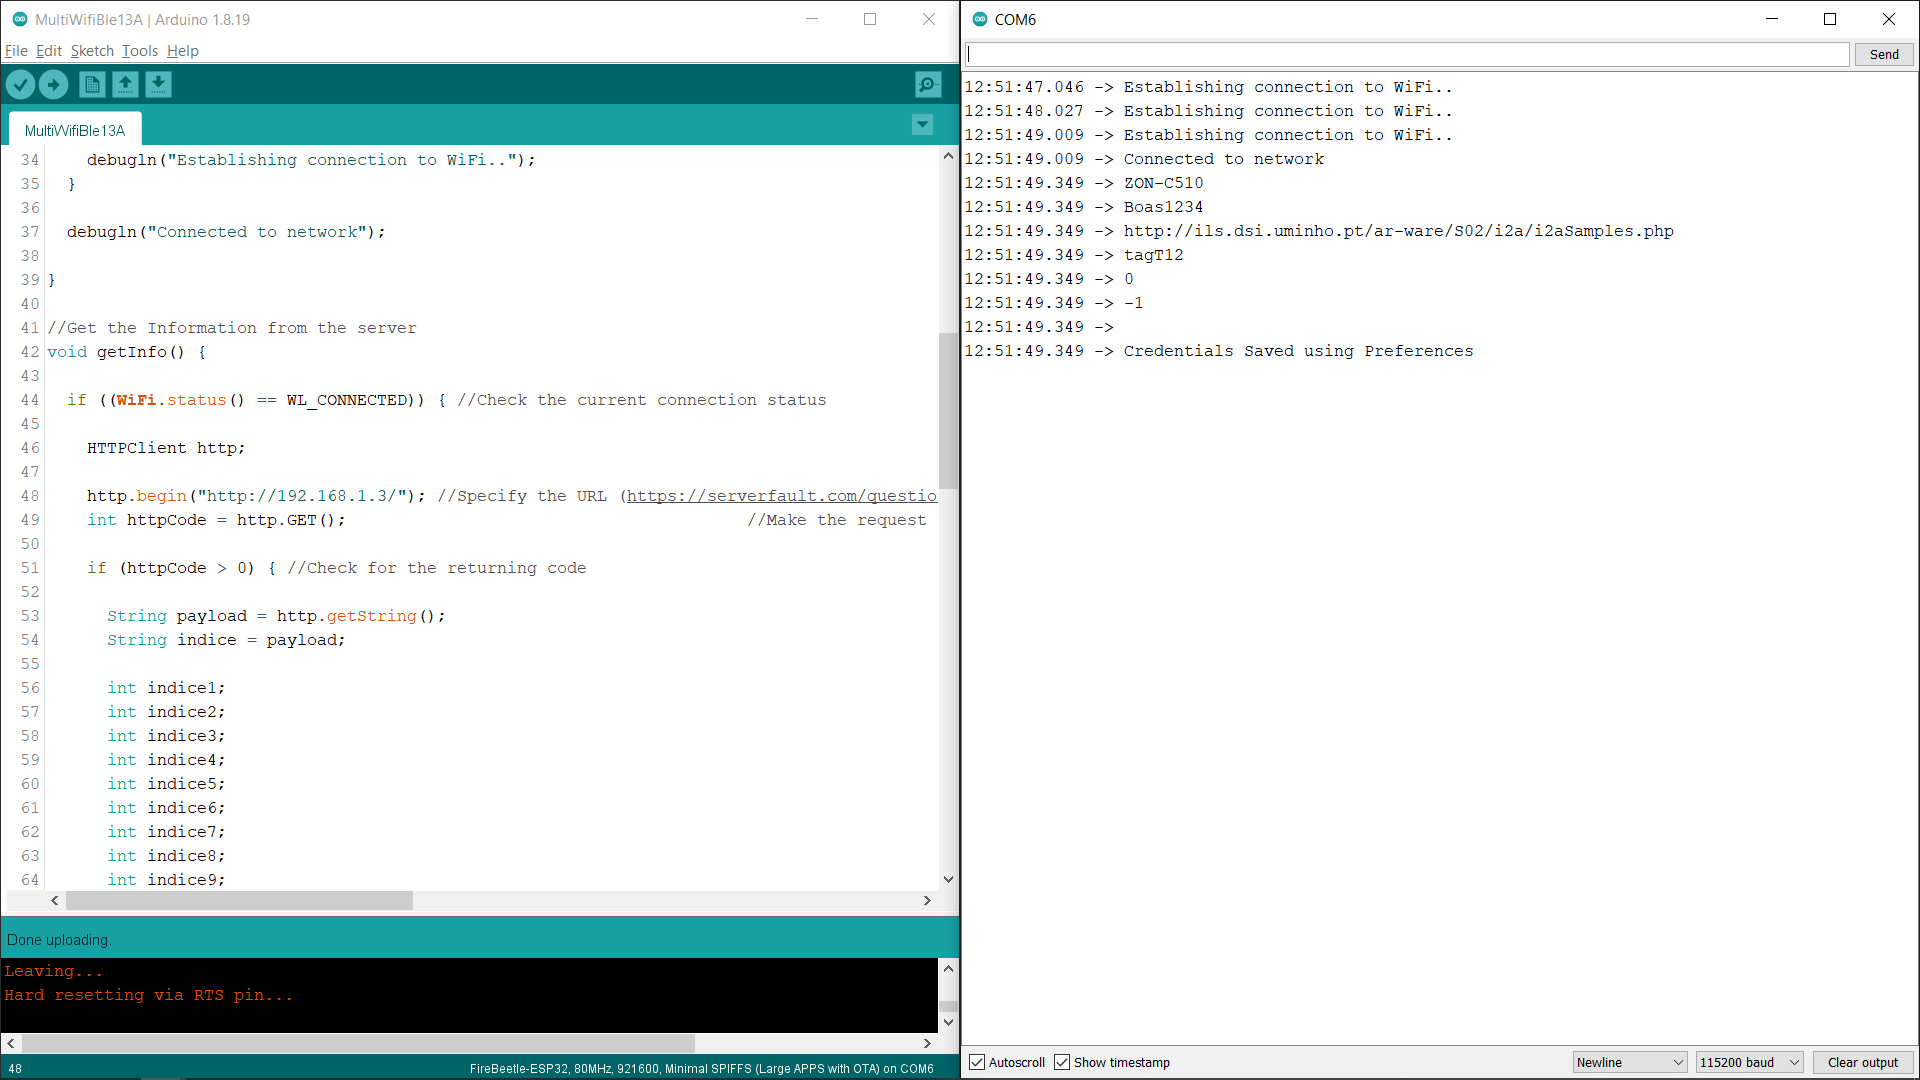 MultiWifiBle13A | Arduino 1.8.19
File Edit Sketch Tools Help
MultiWifiBle13A
34 debugln("Establishing connection to WiFi..");
35 }
36
37 debugln("Connected to network");
38
39 }
40
41 //Get the Information from the server
42 void getInfo() {
43
44 if ((WiFi.status() == WL_CONNECTED)) { //Check the current connection status
45
46 HTTPClient http;
47
48 http.begin("http://192.168.1.3/"); //Specify the URL (https://serverfault.com/questio
49 int httpCode = http.GET(); //Make the request
50
51 if (httpCode > 0) { //Check for the returning code
52
53 String payload = http.getString();
54 String indice = payload;
55
56 int indice1;
57 int indice2;
58 int indice3;
59 int indice4;
60 int indice5;
61 int indice6;
62 int indice7;
63 int indice8;
64 int indice9;
Done uploading.
Leaving...
Hard resetting via RTS pin...
48 FireBeetle-ESP32, 80MHz, 921600, Minimal SPIFFS (Large APPS with OTA) on COM6
COM6
Send
12:51:47.046 -> Establishing connection to WiFi..
12:51:48.027 -> Establishing connection to WiFi..
12:51:49.009 -> Establishing connection to WiFi..
12:51:49.009 -> Connected to network
12:51:49.349 -> ZON-C510
12:51:49.349 -> Boas1234
12:51:49.349 -> http://ils.dsi.uminho.pt/ar-ware/S02/i2a/i2aSamples.php
12:51:49.349 -> tagT12
12:51:49.349 -> 0
12:51:49.349 -> -1
12:51:49.349 ->
12:51:49.349 -> Credentials Saved using Preferences
Autoscroll Show timestamp Newline 115200 baud Clear output